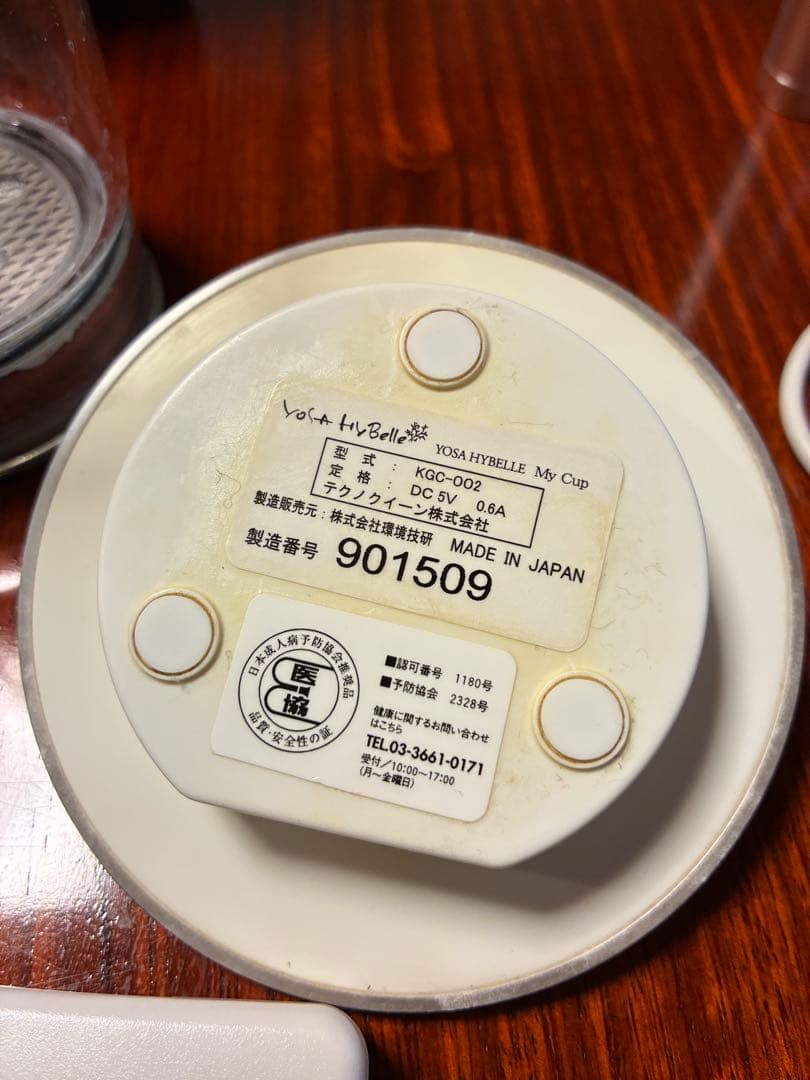 YOSA HyBelle
YOSA HYBELLE My Cup
型 式 : KGC-002
定 格 : DC 5V 0.6A
テクノクイーン株式会社
製造販売元:株式会社環境技研 MADE IN JAPAN
製造番号 901509
日本成人病予防協会推奨品
医
協
品質・安全性の証
■認可番号 1180号
■予防協会 2328号
健康に関するお問い合わせ
はこちら
TEL.03-3661-0171
受付/10:00~17:00
(月~金曜日)